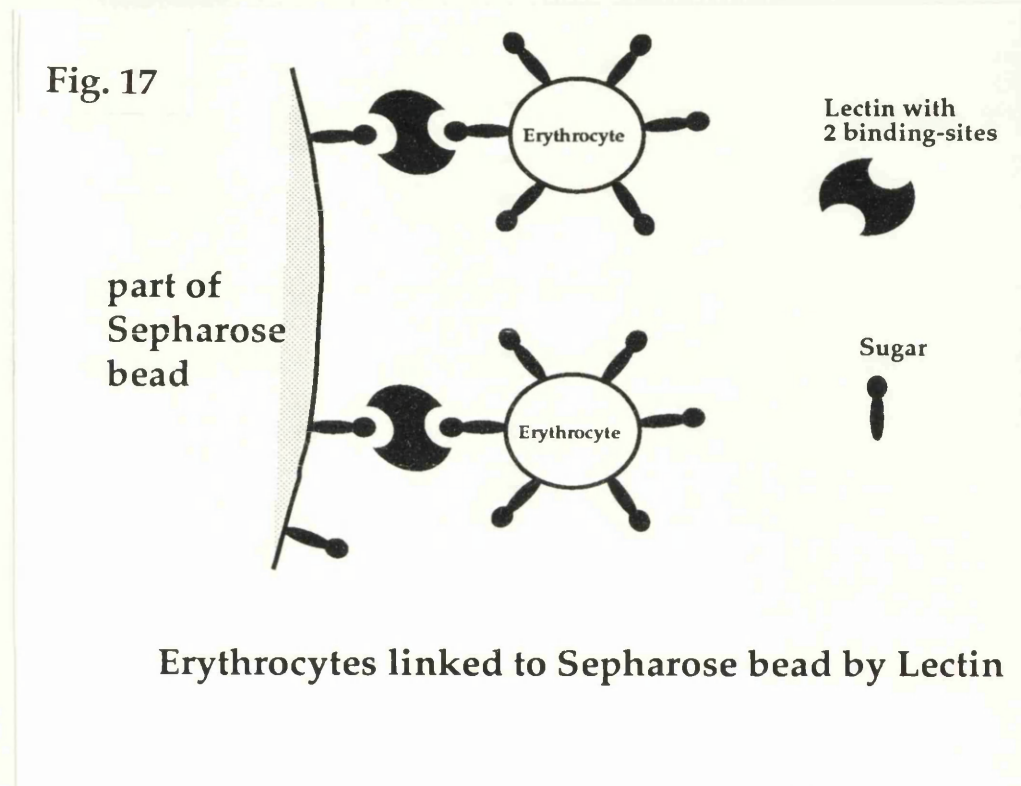 Fig. 17
Erythrocyte
Lectin with
2 binding-sites
part of
Sepharose
bead
Sugar
Erythrocyte
Erythrocytes linked to Sepharose bead by Lectin